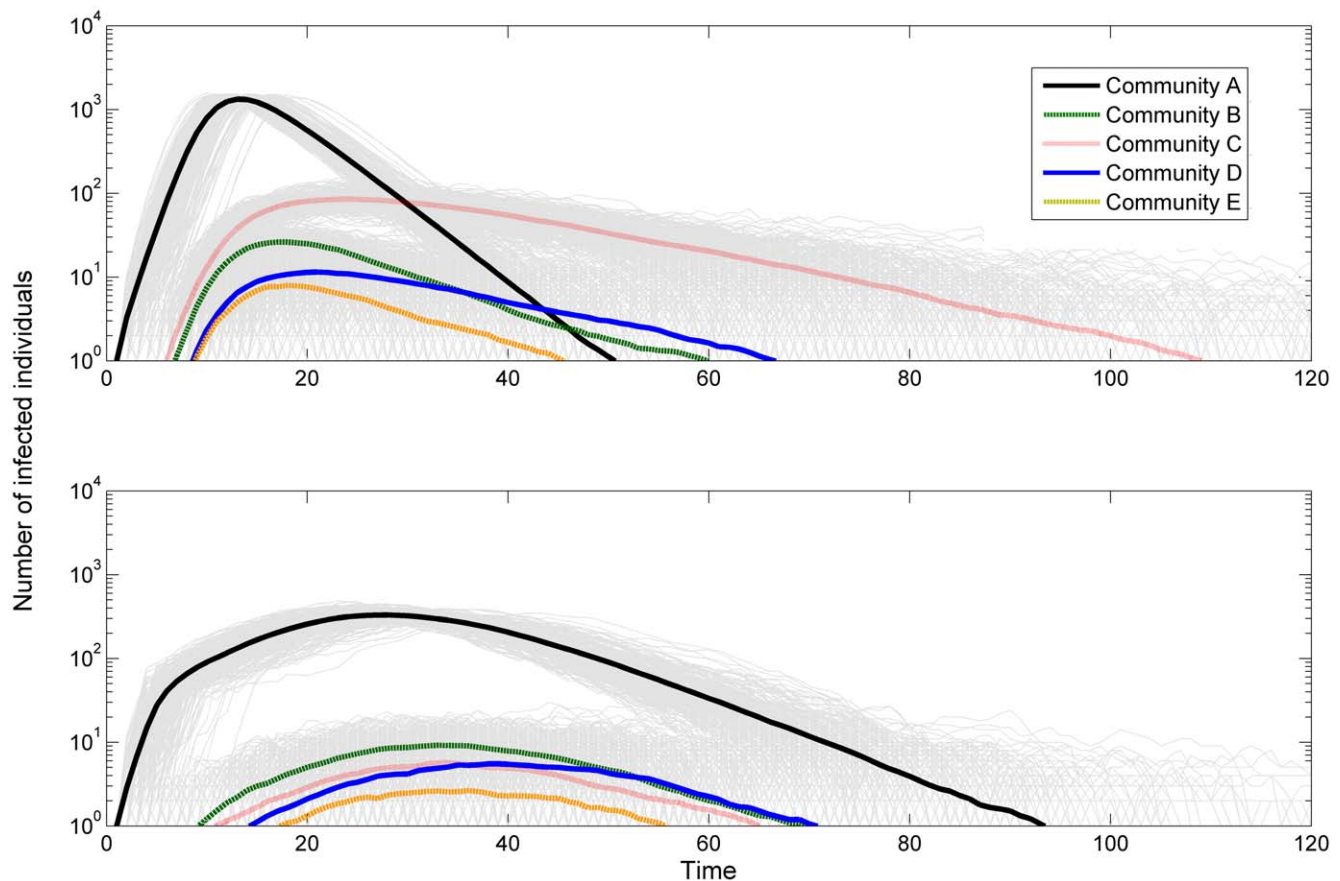 Number of infected individuals
10^4
10^3
10^2
10^1
10^0
0 20 40 60 80 100 120
Community A
Community B
Community C
Community D
Community E
10^4
10^3
10^2
10^1
10^0
0 20 40 60 80 100 120
Time